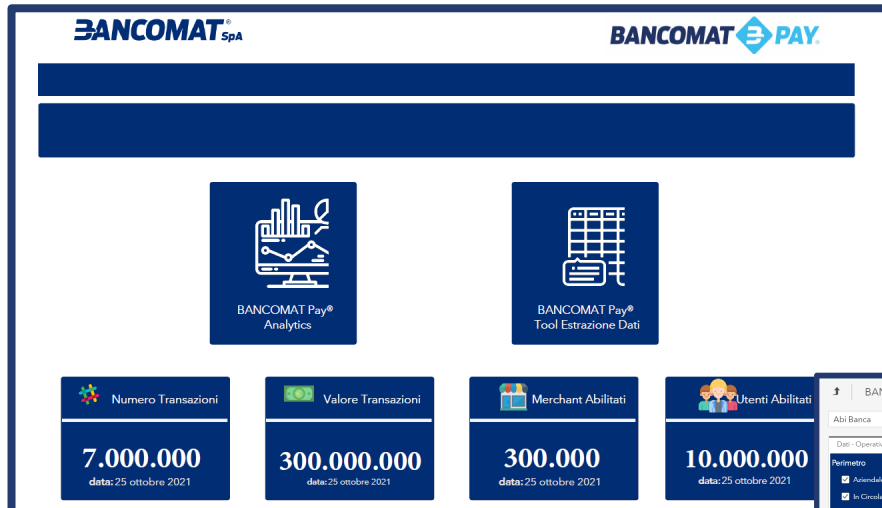 BANCOMAT® SpA
BANCOMAT PAY®
BANCOMAT Pay®
Analytics
BANCOMAT Pay®
Tool Estrazione Dati
Numero Transazioni
7.000.000
data: 25 ottobre 2021
Valore Transazioni
300.000.000
data: 25 ottobre 2021
Merchant Abilitati
300.000
data: 25 ottobre 2021
Utenti Abilitati
10.000.000
data: 25 ottobre 2021
Abi Banca
Perimetro